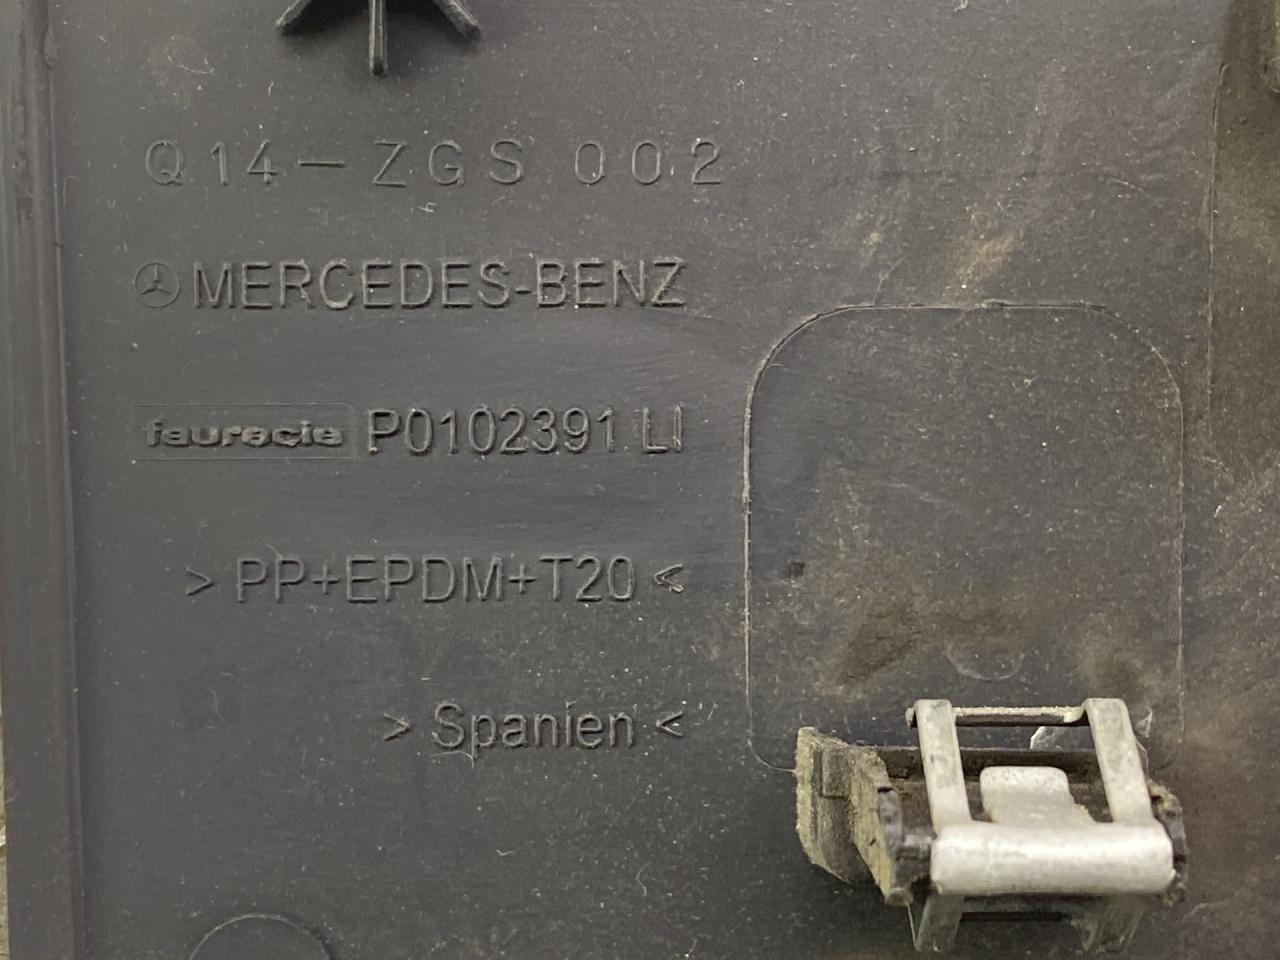 Q14-ZGS 002
MERCEDES-BENZ
faurecia P0102391 LI
> PP+EPDM+T20 <
> Spanien <